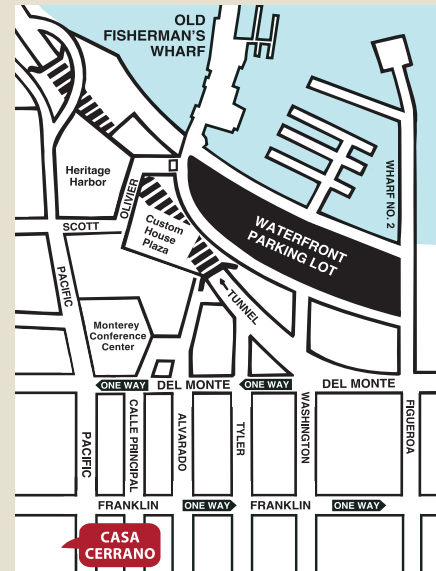 OLD
FISHERMAN'S
WHARF
WHARF NO. 2
Heritage
Harbor
OLIVIER
Custom
House
Plaza
WATERFRONT
PARKING LOT
SCOTT
PACIFIC
TUNNEL
Monterey
Conference
Center
ONE WAY
DEL MONTE
ONE WAY
DEL MONTE
PACIFIC
CALLE PRINCIPAL
ALVARADO
TYLER
WASHINGTON
FIGUEROA
FRANKLIN
ONE WAY
FRANKLIN
ONE WAY
CASA
CERRANO